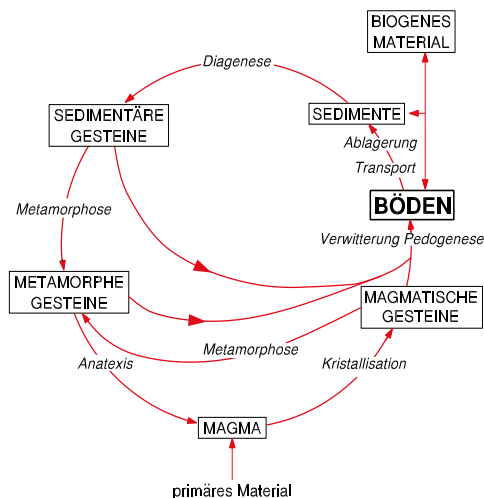 BIOGENES
MATERIAL
Diagenese
SEDIMENTÄRE
GESTEINE
SEDIMENTE
Ablagerung
Transport
BÖDEN
Metamorphose
Verwitterung Pedogenese
METAMORPHE
GESTEINE
MAGMATISCHE
GESTEINE
Metamorphose
Anatexis
Kristallisation
MAGMA
primäres Material